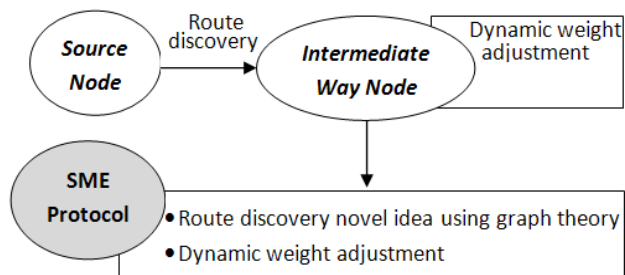 Source
Node
Route
discovery
Intermediate
Way Node
Dynamic weight
adjustment
SME
Protocol
• Route discovery novel idea using graph theory
• Dynamic weight adjustment